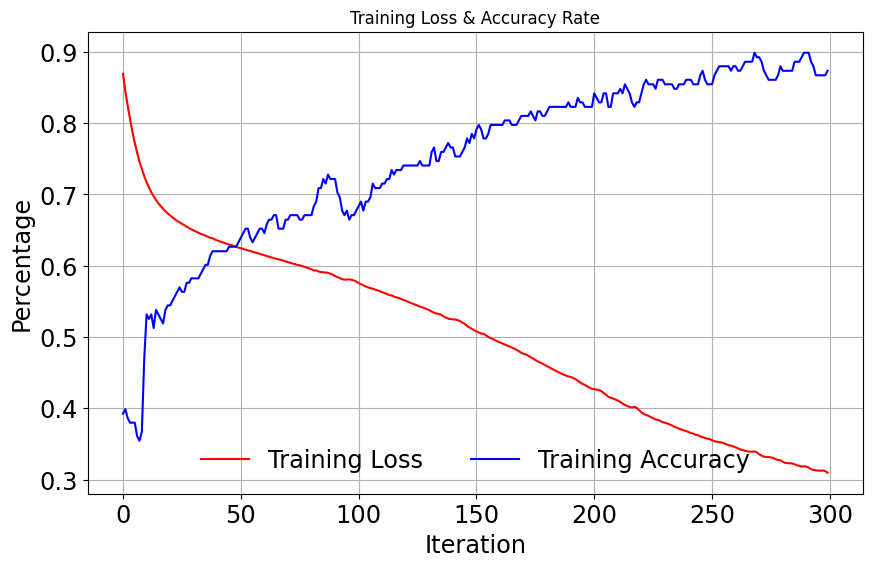 Training Loss & Accuracy Rate
0.9
0.8
0.7
0.6
0.5
0.4
0.3
Percentage
Training Loss
Training Accuracy
0 50 100 150 200 250 300
Iteration